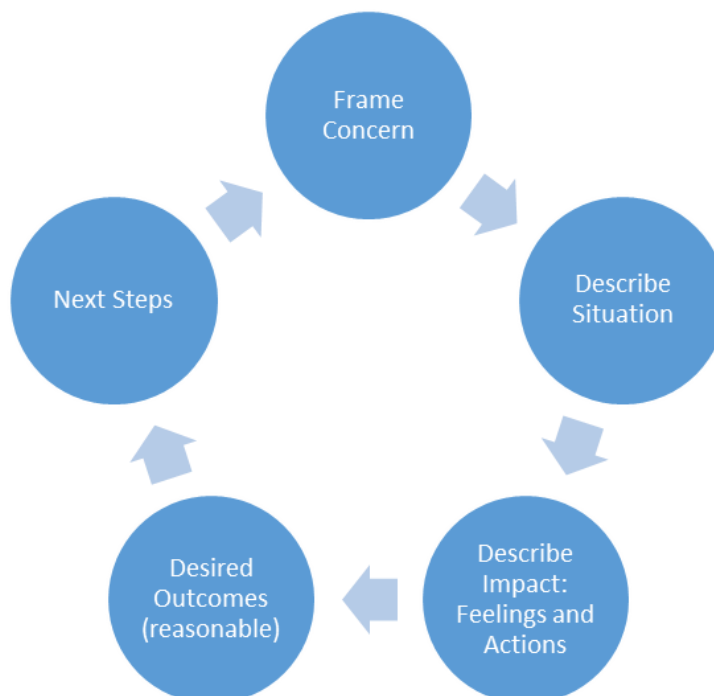 Frame
Concern
Describe
Situation
Describe
Impact:
Feelings and
Actions
Desired
Outcomes
(reasonable)
Next Steps